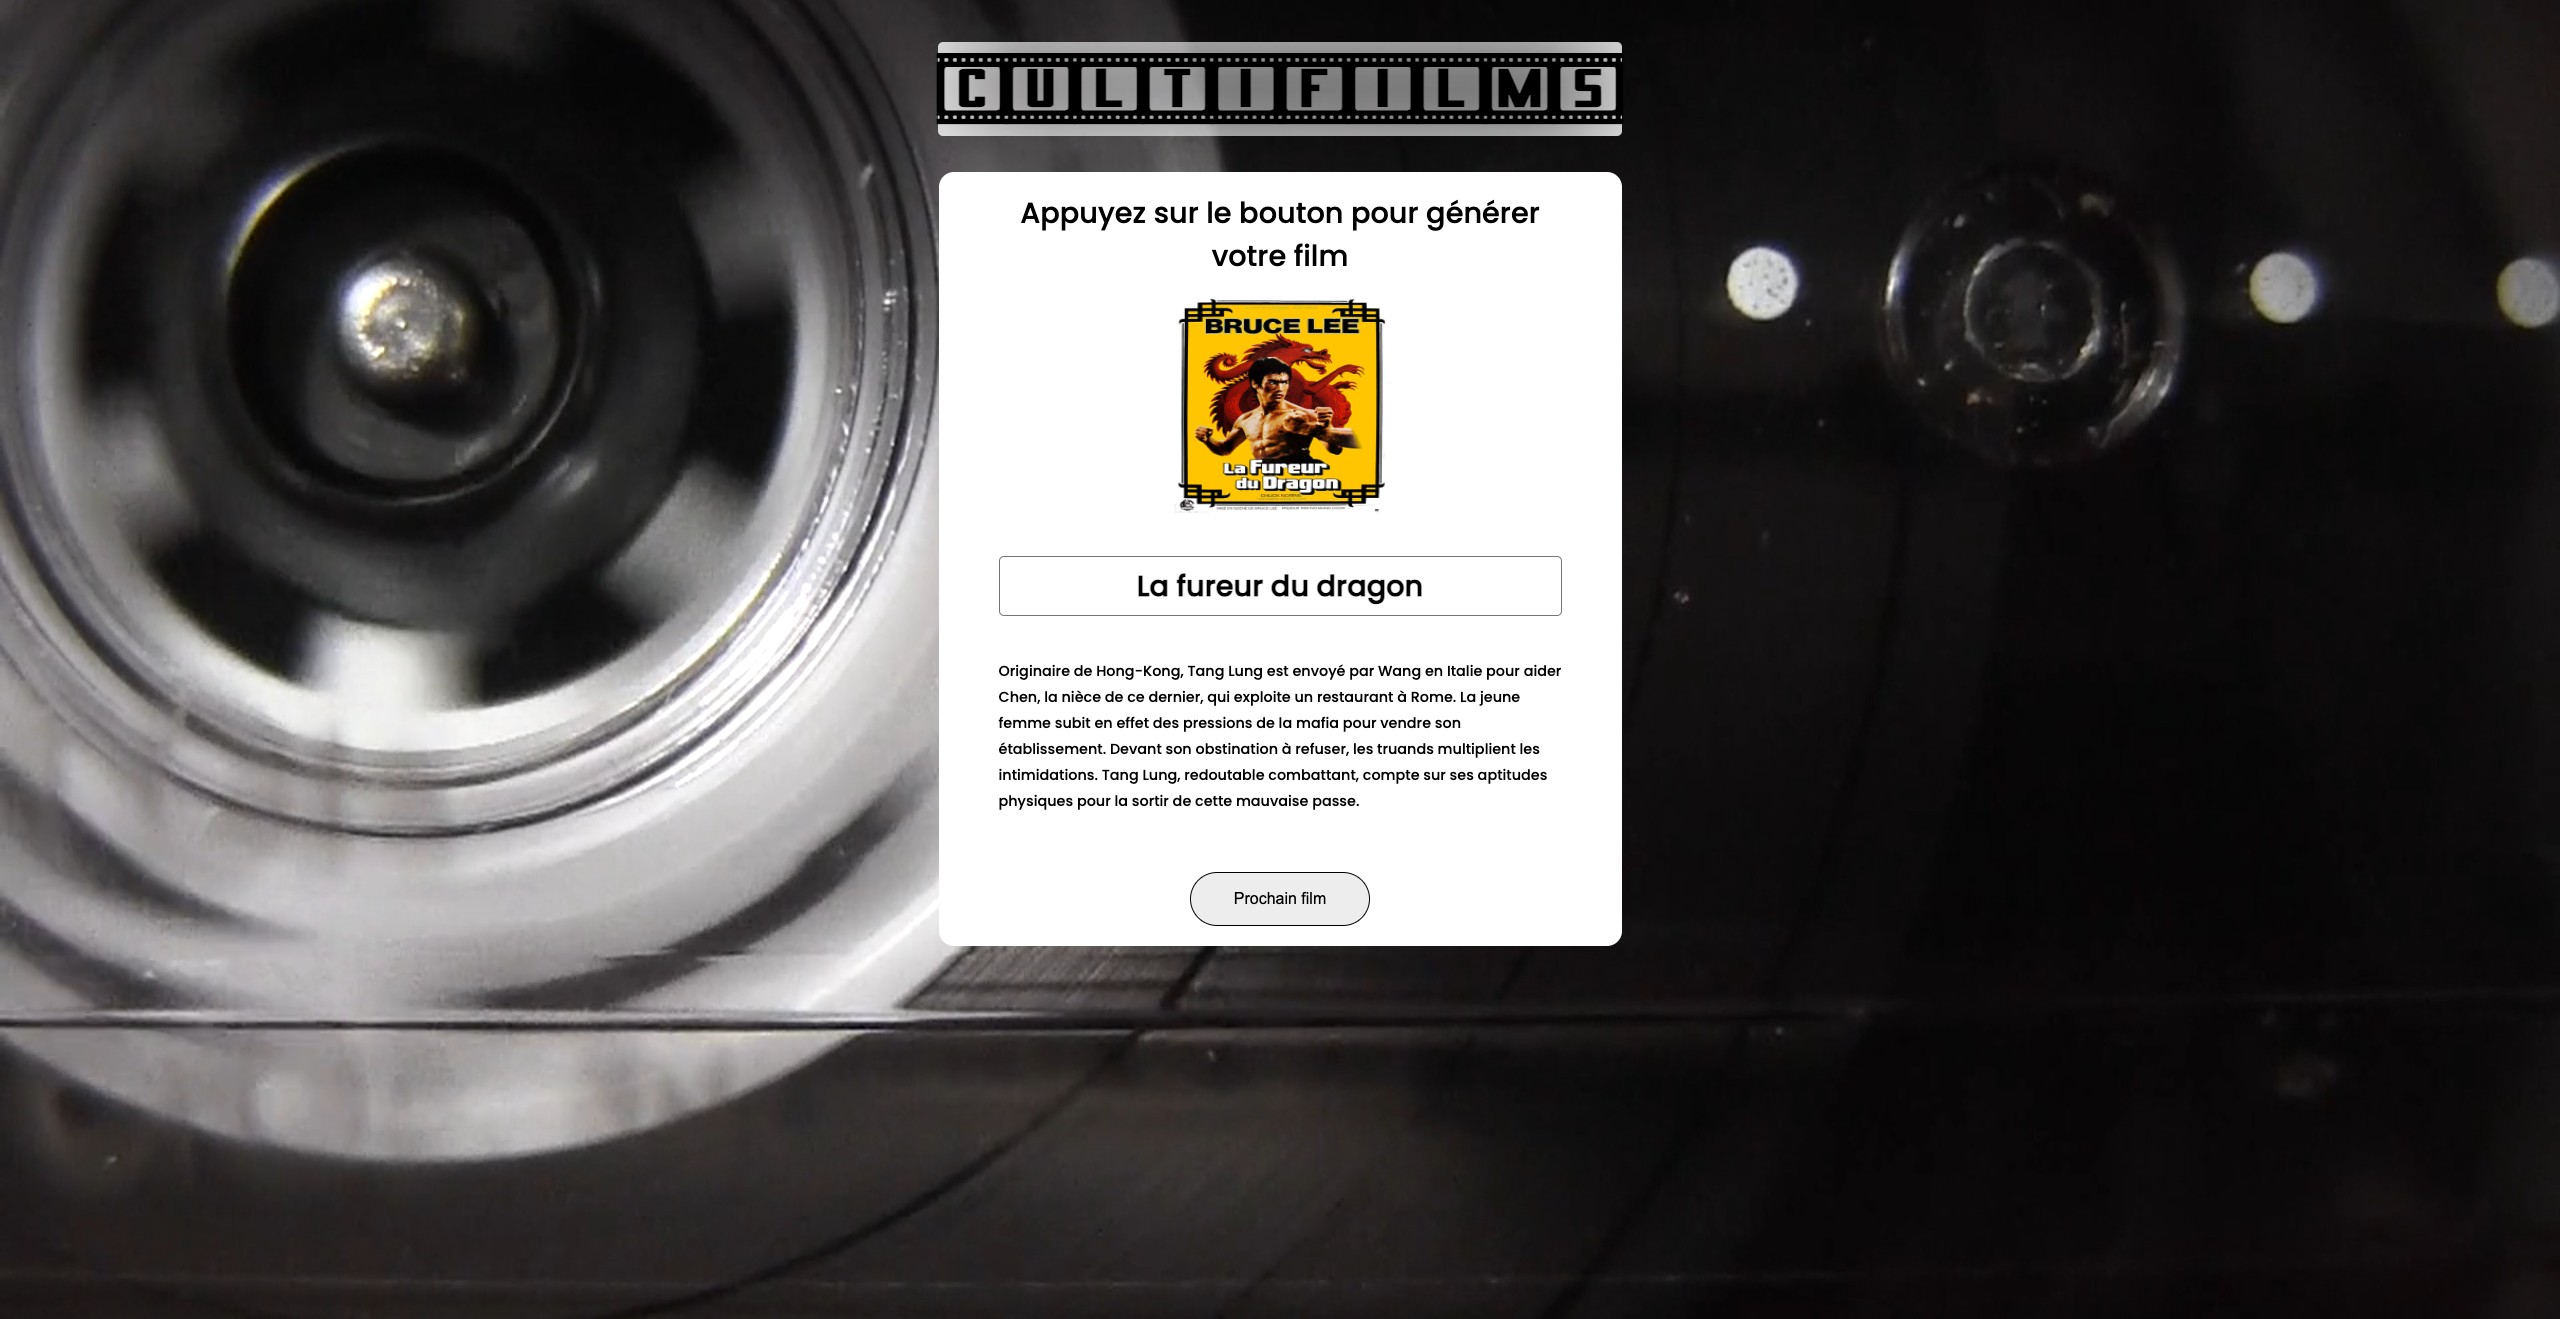 CULTIFILMS
Appuyez sur le bouton pour générer
votre film
BRUCE LEE
La Fureur
du Dragon
CHUCK NORRIS
La fureur du dragon
Originaire de Hong-Kong, Tang Lung est envoyé par Wang en Italie pour aider
Chen, la nièce de ce dernier, qui exploite un restaurant à Rome. La jeune
femme subit en effet des pressions de la mafia pour vendre son
établissement. Devant son obstination à refuser, les truands multiplient les
intimidations. Tang Lung, redoutable combattant, compte sur ses aptitudes
physiques pour la sortir de cette mauvaise passe.
Prochain film